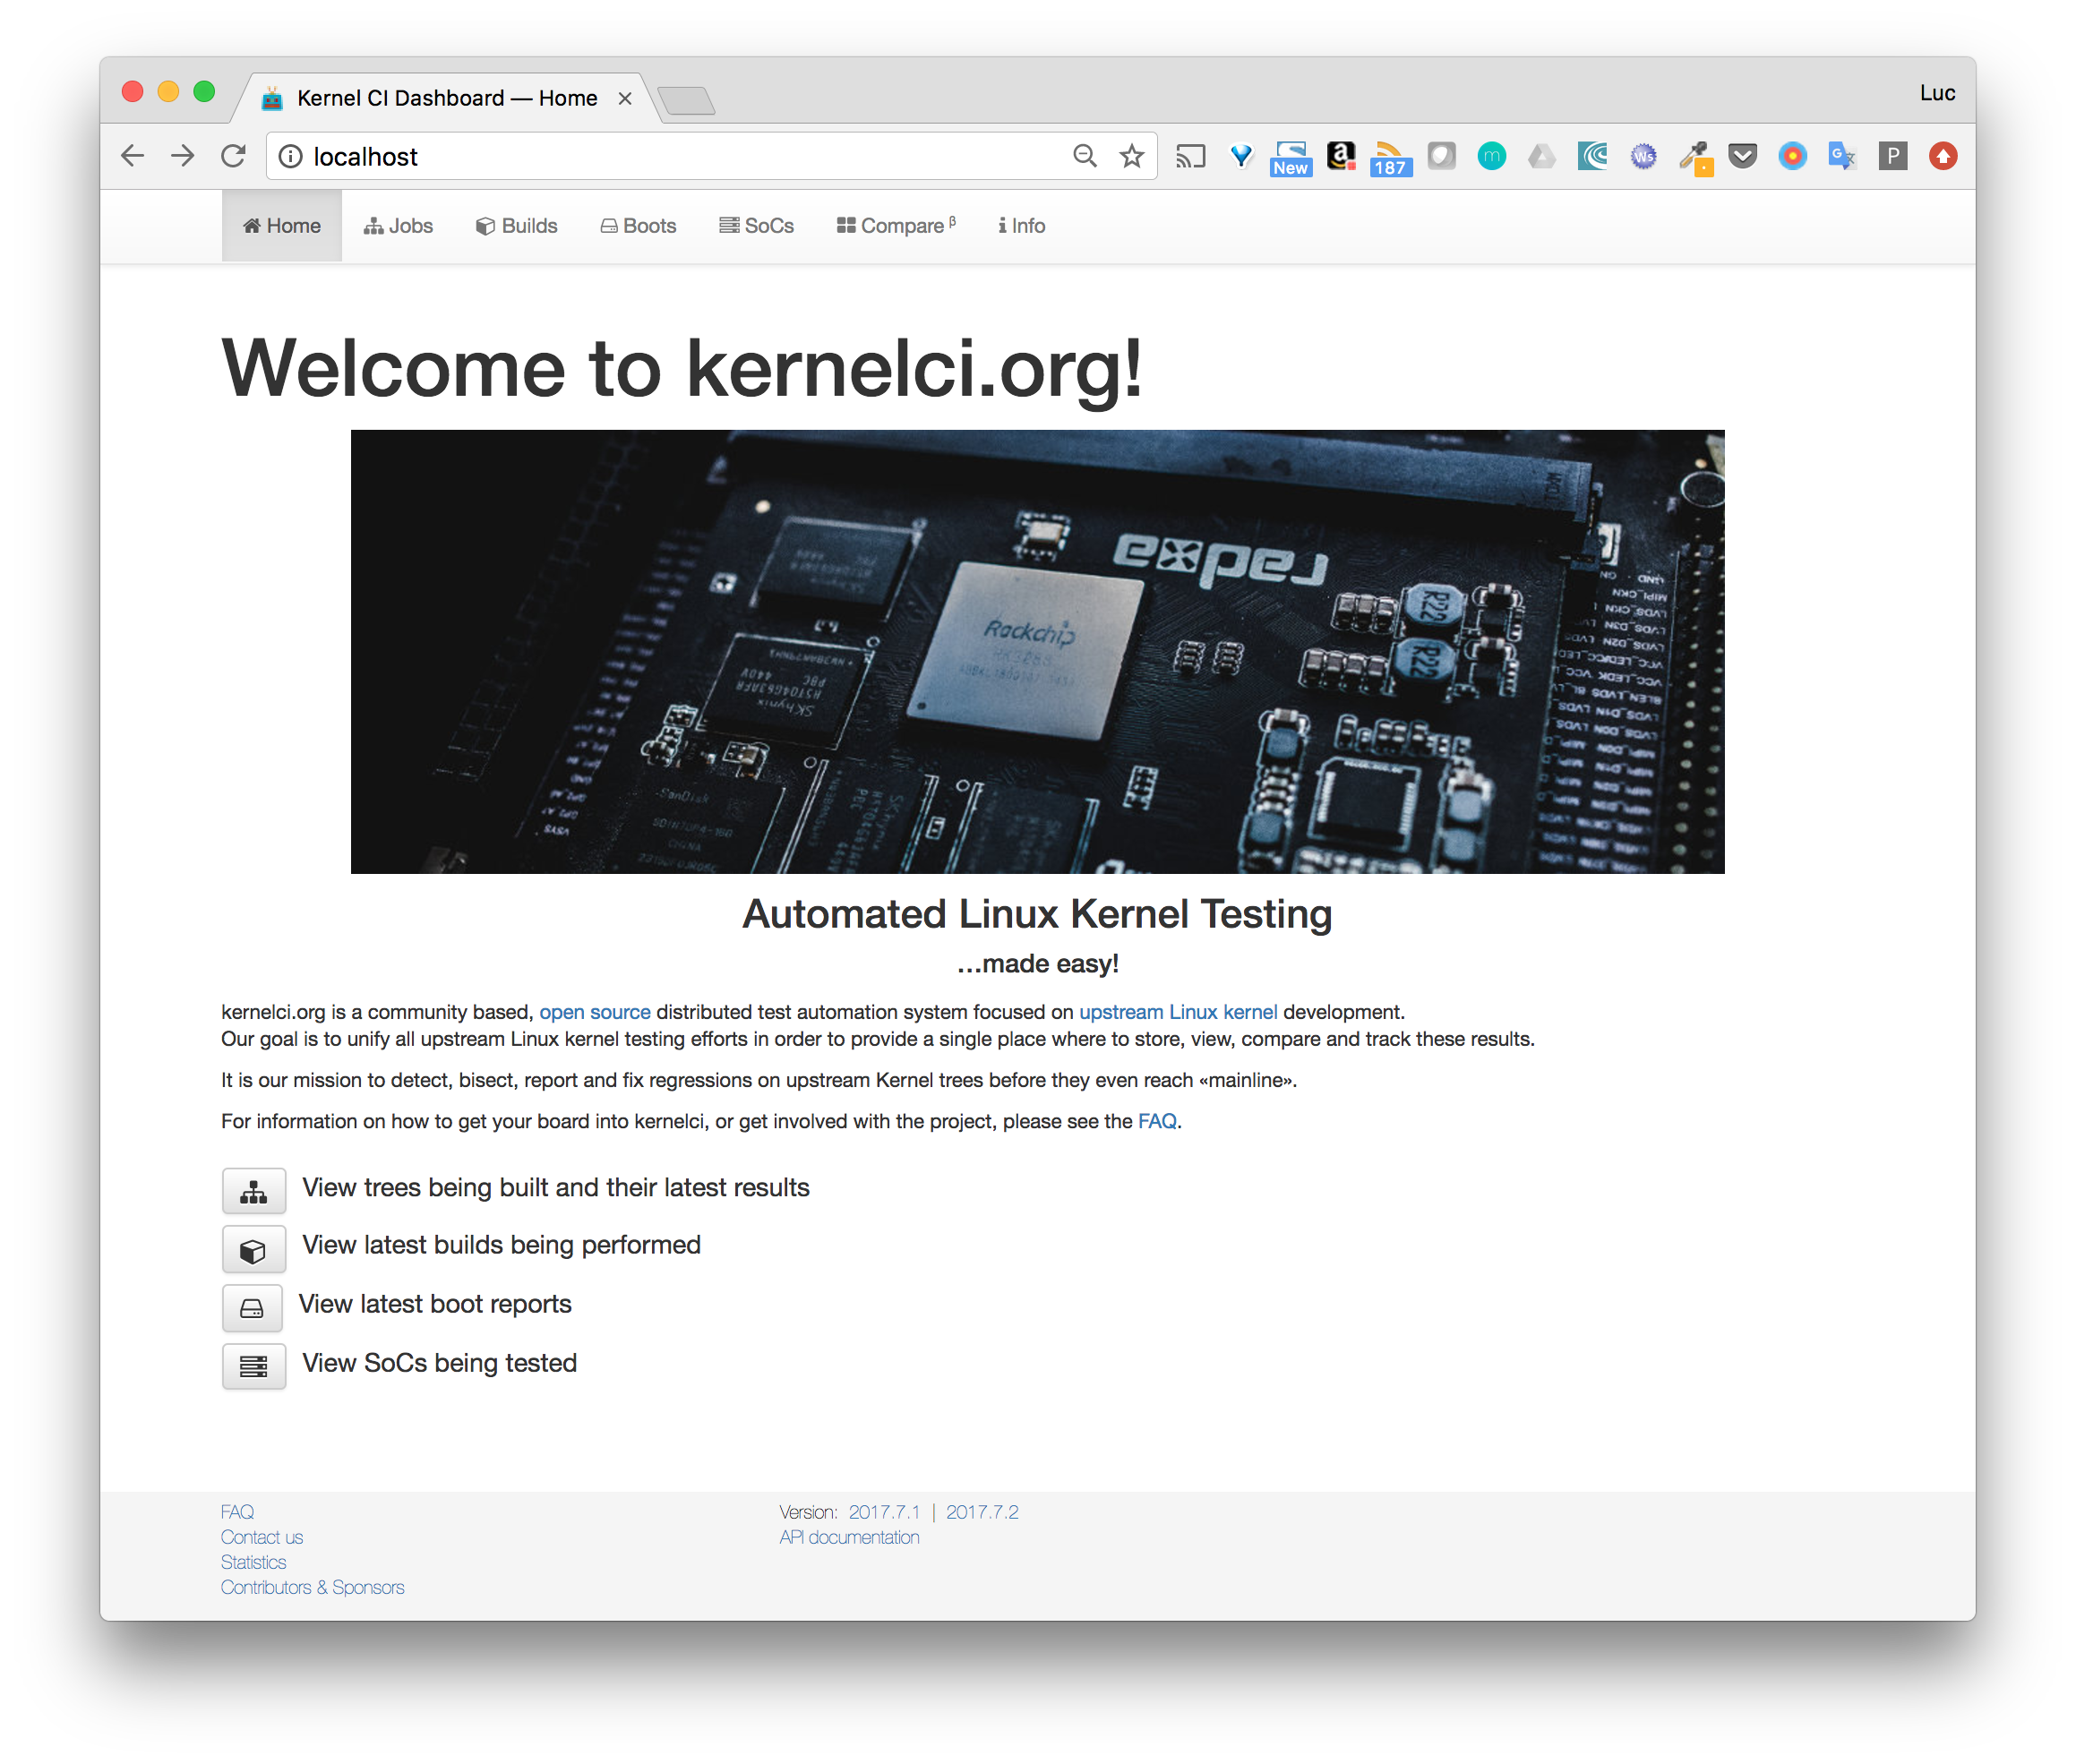 Kernel CI Dashboard — Home
Luc
localhost
New
187
Home
Jobs
Builds
Boots
SoCs
Compare β
Info
Welcome to kernelci.org!
radxa
Rockchip
R22
R22
SKhynix
SanDisk
CHINA
Automated Linux Kernel Testing
...made easy!
kernelci.org is a community based, open source distributed test automation system focused on upstream Linux kernel development.
Our goal is to unify all upstream Linux kernel testing efforts in order to provide a single place where to store, view, compare and track these results.
It is our mission to detect, bisect, report and fix regressions on upstream Kernel trees before they even reach «mainline».
For information on how to get your board into kernelci, or get involved with the project, please see the FAQ.
View trees being built and their latest results
View latest builds being performed
View latest boot reports
View SoCs being tested
FAQ
Contact us
Statistics
Contributors & Sponsors
Version: 2017.7.1 | 2017.7.2
API documentation